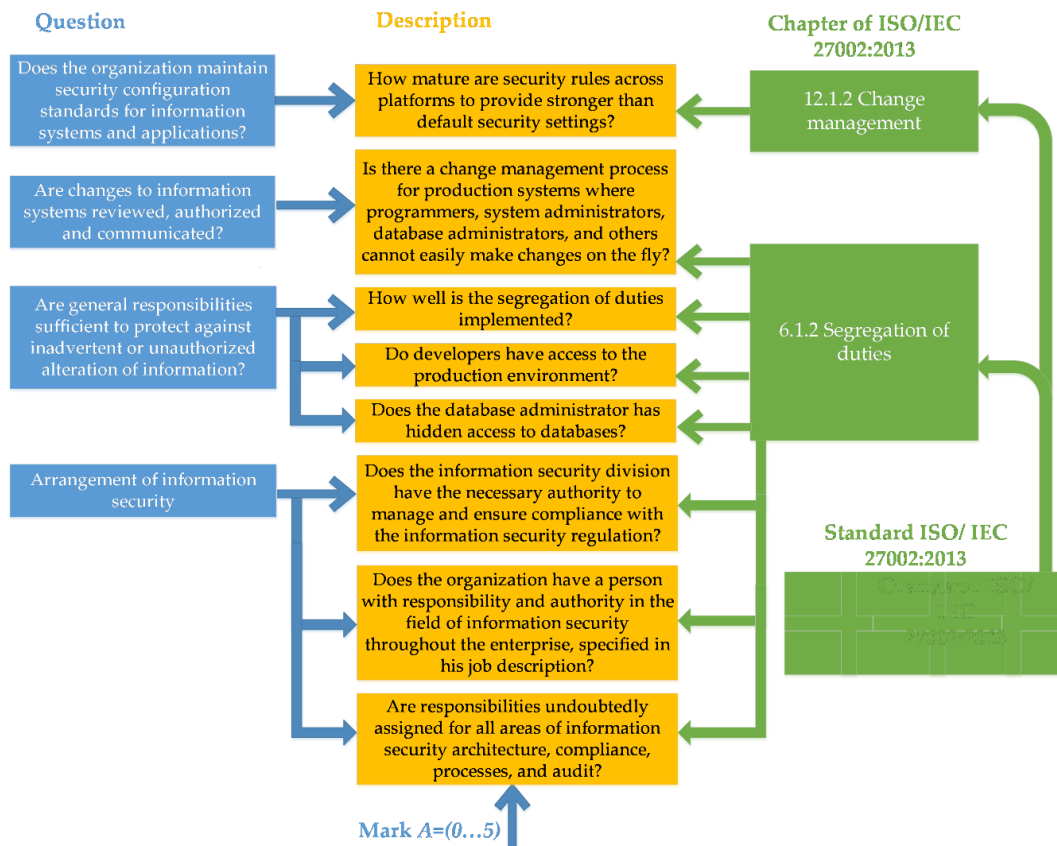 Question
Description
Chapter of ISO/IEC
27002:2013
Does the organization maintain
security configuration
standards for information
systems and applications?
How mature are security rules across
platforms to provide stronger than
default security settings?
12.1.2 Change
management
Are changes to information
systems reviewed, authorized
and communicated?
Is there a change management
process for production systems where
programmers, system administrators,
database administrators, and others
cannot easily make changes on the fly?
Are general responsibilities
sufficient to protect against
inadvertent or unauthorized
alteration of information?
How well is the segregation of duties
implemented?
Do developers have access to the
production environment?
Does the database administrator has
hidden access to databases?
6.1.2 Segregation of
duties
Arrangement of information
security
Does the information security division
have the necessary authority to
manage and ensure compliance with
the information security regulation?
Does the organization have a person
with responsibility and authority in the
field of information security
throughout the enterprise, specified in
his job description?
Are responsibilities undoubtedly
assigned for all areas of information
security architecture, compliance,
processes, and audit?
Standard ISO/ IEC
27002:2013
ISO/
IEC
Mark A=(0...5)